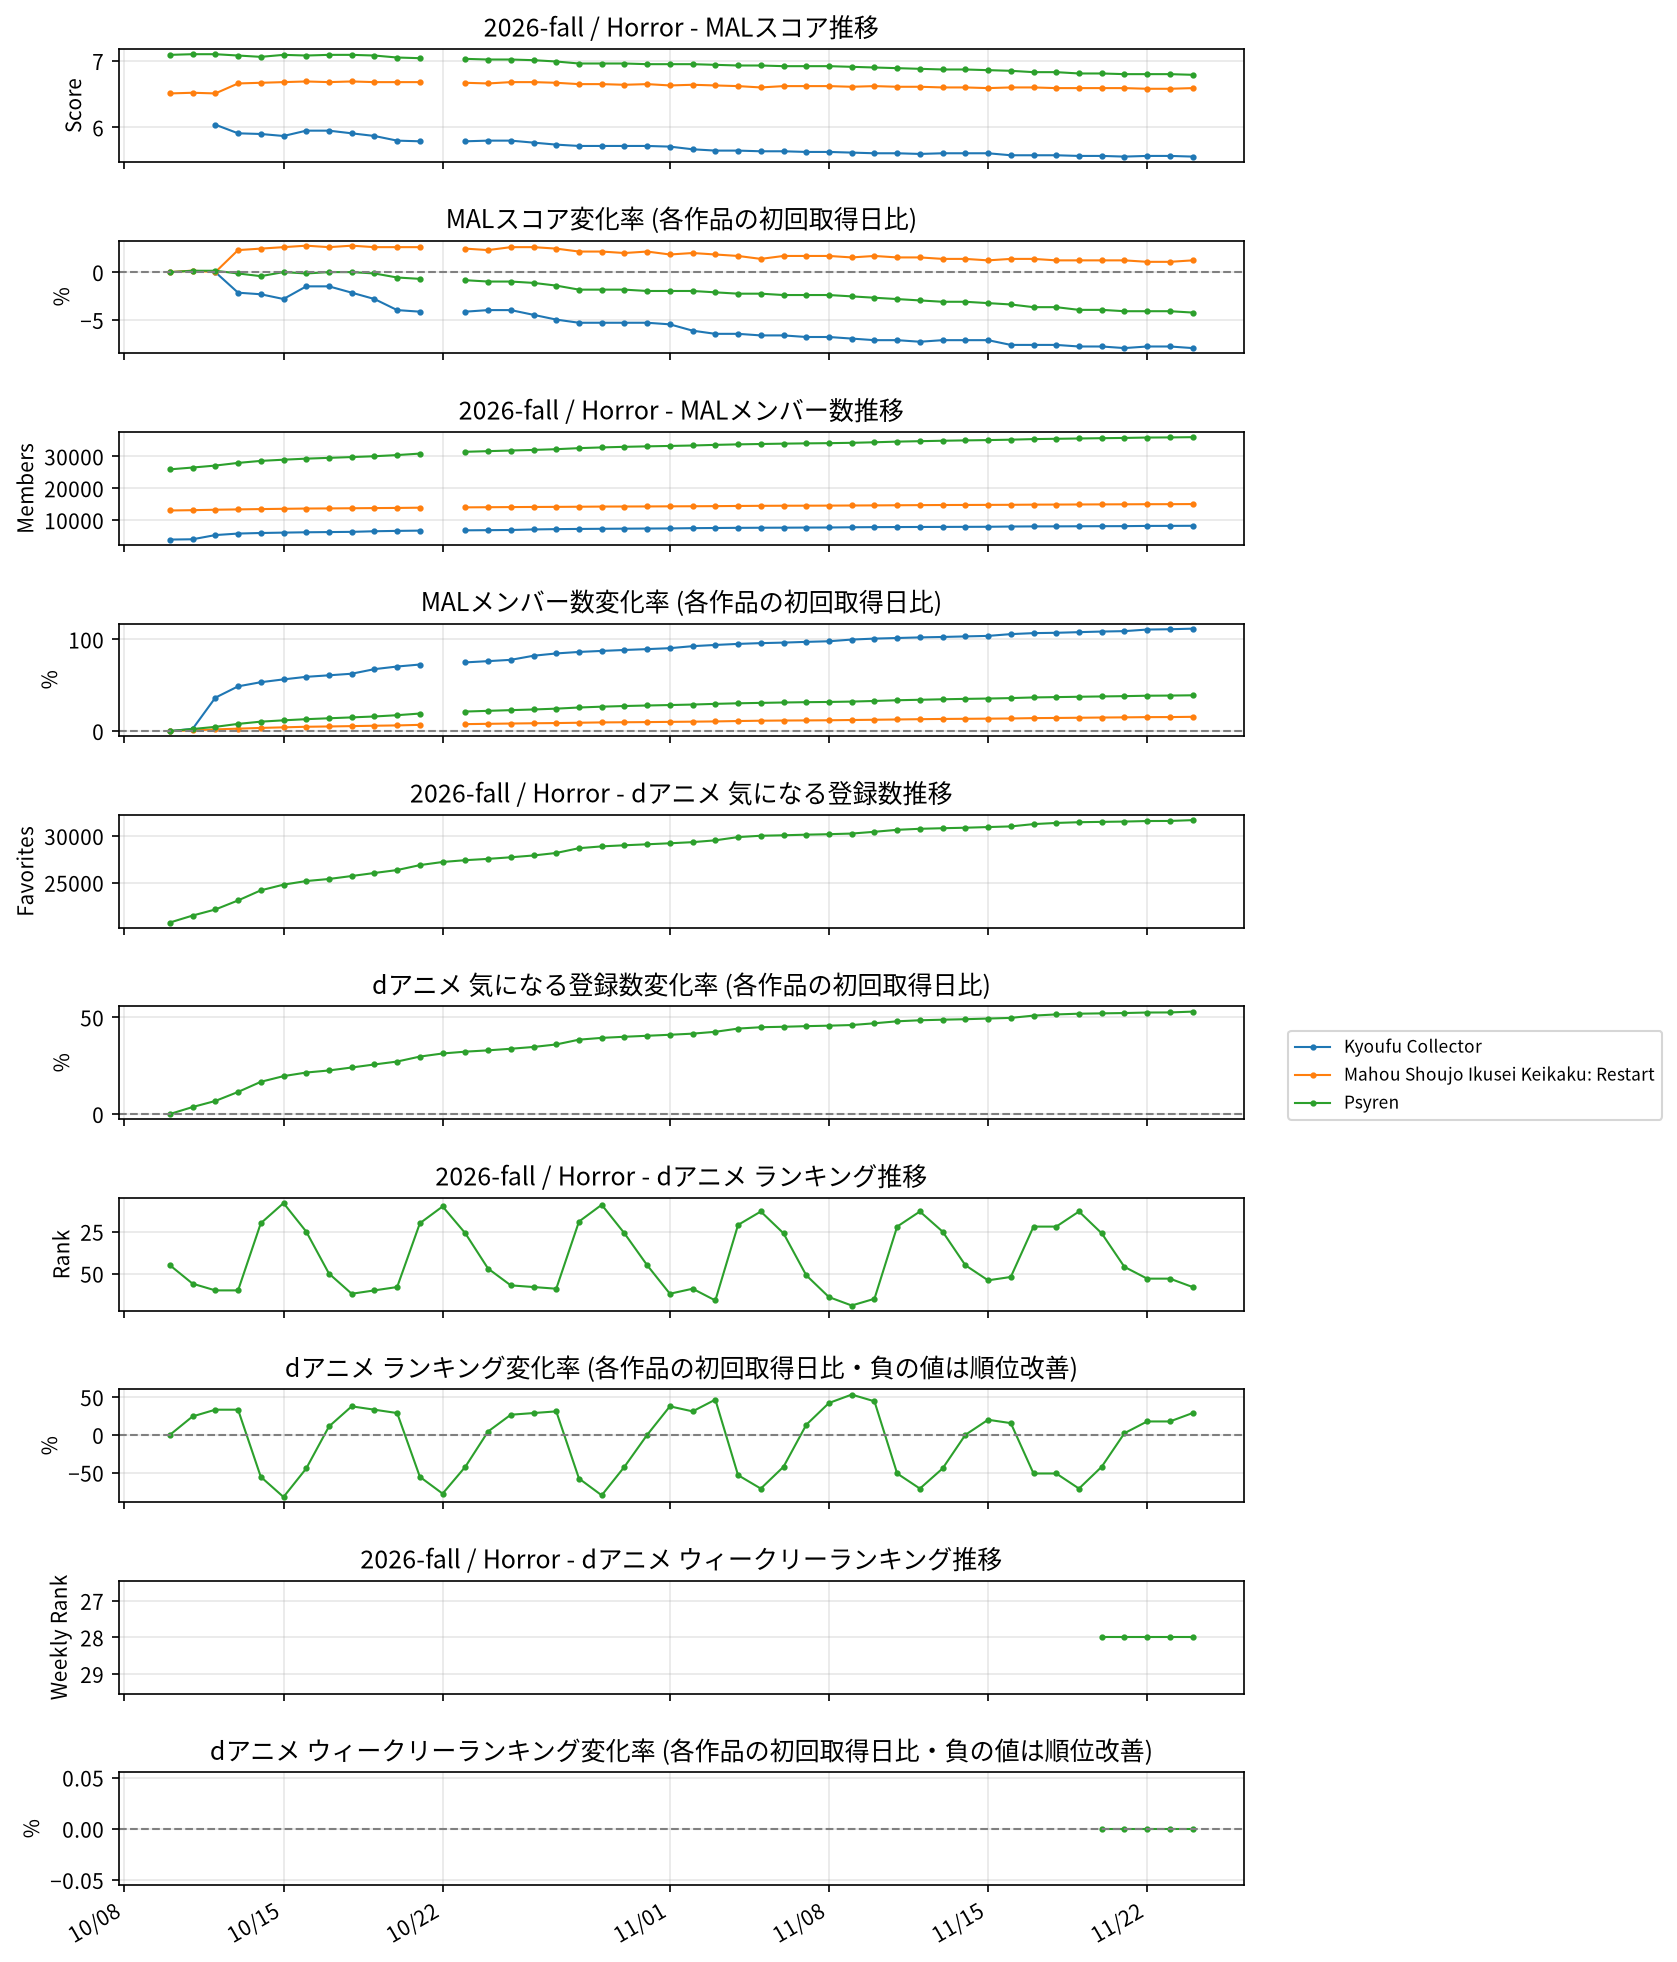 2026-fall / Horror - MALスコア推移
Score
7
6
MALスコア変化率 (各作品の初回取得日比)
%
0
−5
2026-fall / Horror - MALメンバー数推移
Members
30000
20000
10000
MALメンバー数変化率 (各作品の初回取得日比)
%
100
0
2026-fall / Horror - dアニメ 気になる登録数推移
Favorites
30000
25000
dアニメ 気になる登録数変化率 (各作品の初回取得日比)
%
50
0
Kyoufu Collector
Mahou Shoujo Ikusei Keikaku: Restart
Psyren
2026-fall / Horror - dアニメ ランキング推移
Rank
25
50
dアニメ ランキング変化率 (各作品の初回取得日比・負の値は順位改善)
%
50
0
−50
2026-fall / Horror - dアニメ ウィークリーランキング推移
Weekly Rank
27
28
29
dアニメ ウィークリーランキング変化率 (各作品の初回取得日比・負の値は順位改善)
%
0.05
0.00
−0.05
10/08
10/15
10/22
11/01
11/08
11/15
11/22